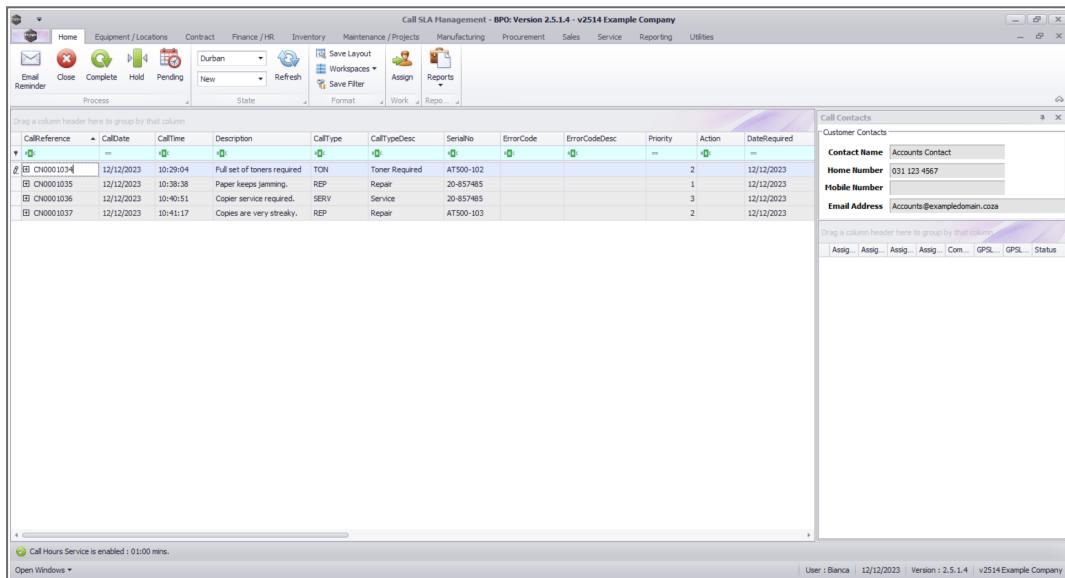 Call SLA Management - BPO: Version 2.5.1.4 - v2514 Example Company
Home Equipment / Locations Contract Finance / HR Inventory Maintenance / Projects Manufacturing Procurement Sales Service Reporting Utilities
Email Reminder Close Complete Hold Pending
Durban
New
Refresh
Save Layout
Workspaces
Save Filter
Assign
Reports
Process State Format Work Repo...
Drag a column header here to group by that column
CallReference CallDate CallTime Description CallType CallTypeDesc SerialNo ErrorCode ErrorCodeDesc Priority Action DateRequired
CN0001034 12/12/2023 10:29:04 Full set of toners required TON Toner Required AT500-102 2 12/12/2023
CN0001035 12/12/2023 10:38:38 Paper keeps jamming. REP Repair 20-857485 1 12/12/2023
CN0001036 12/12/2023 10:40:51 Copier service required. SERV Service 20-857485 3 12/12/2023
CN0001037 12/12/2023 10:41:17 Copies are very streaky. REP Repair AT500-103 2 12/12/2023
Call Contacts
Customer Contacts
Contact Name Accounts Contact
Home Number 031 123 4567
Mobile Number
Email Address Accounts@exampledomain.coza
Drag a column header here to group by that column
Assig... Assig... Assig... Assig... Com... GPSL... GPSL... Status
Call Hours Service is enabled : 01:00 mins.
Open Windows
User : Bianca 12/12/2023 Version : 2.5.1.4 v2514 Example Company